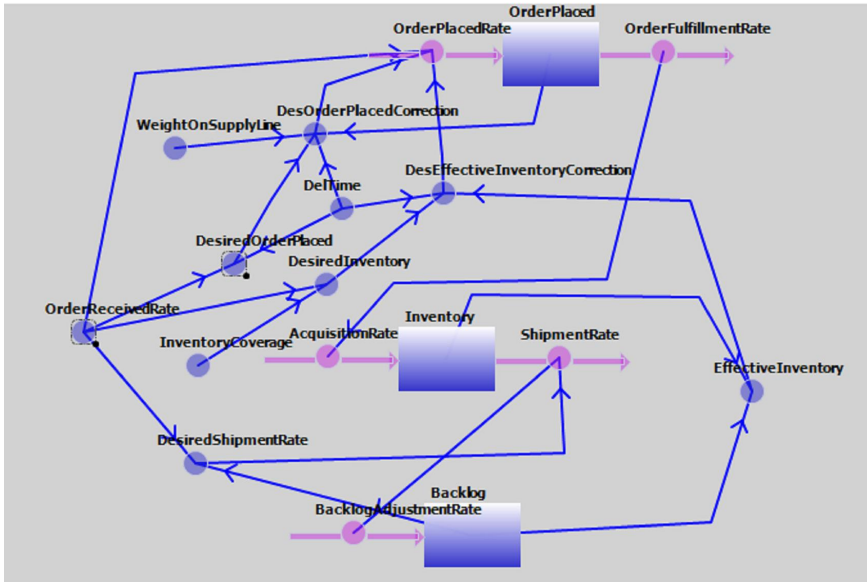 OrderPlaced
OrderPlacedRate
OrderFulfillmentRate
DesOrderPlacedCorrection
WeightOnSupplyLine
DesEffectiveInventoryCorrection
DelTime
DesiredOrderPlaced
DesiredInventory
OrderReceivedRate
Inventory
AcquisitionRate
ShipmentRate
InventoryCoverage
EffectiveInventory
DesiredShipmentRate
Backlog
BacklogAdjustmentRate